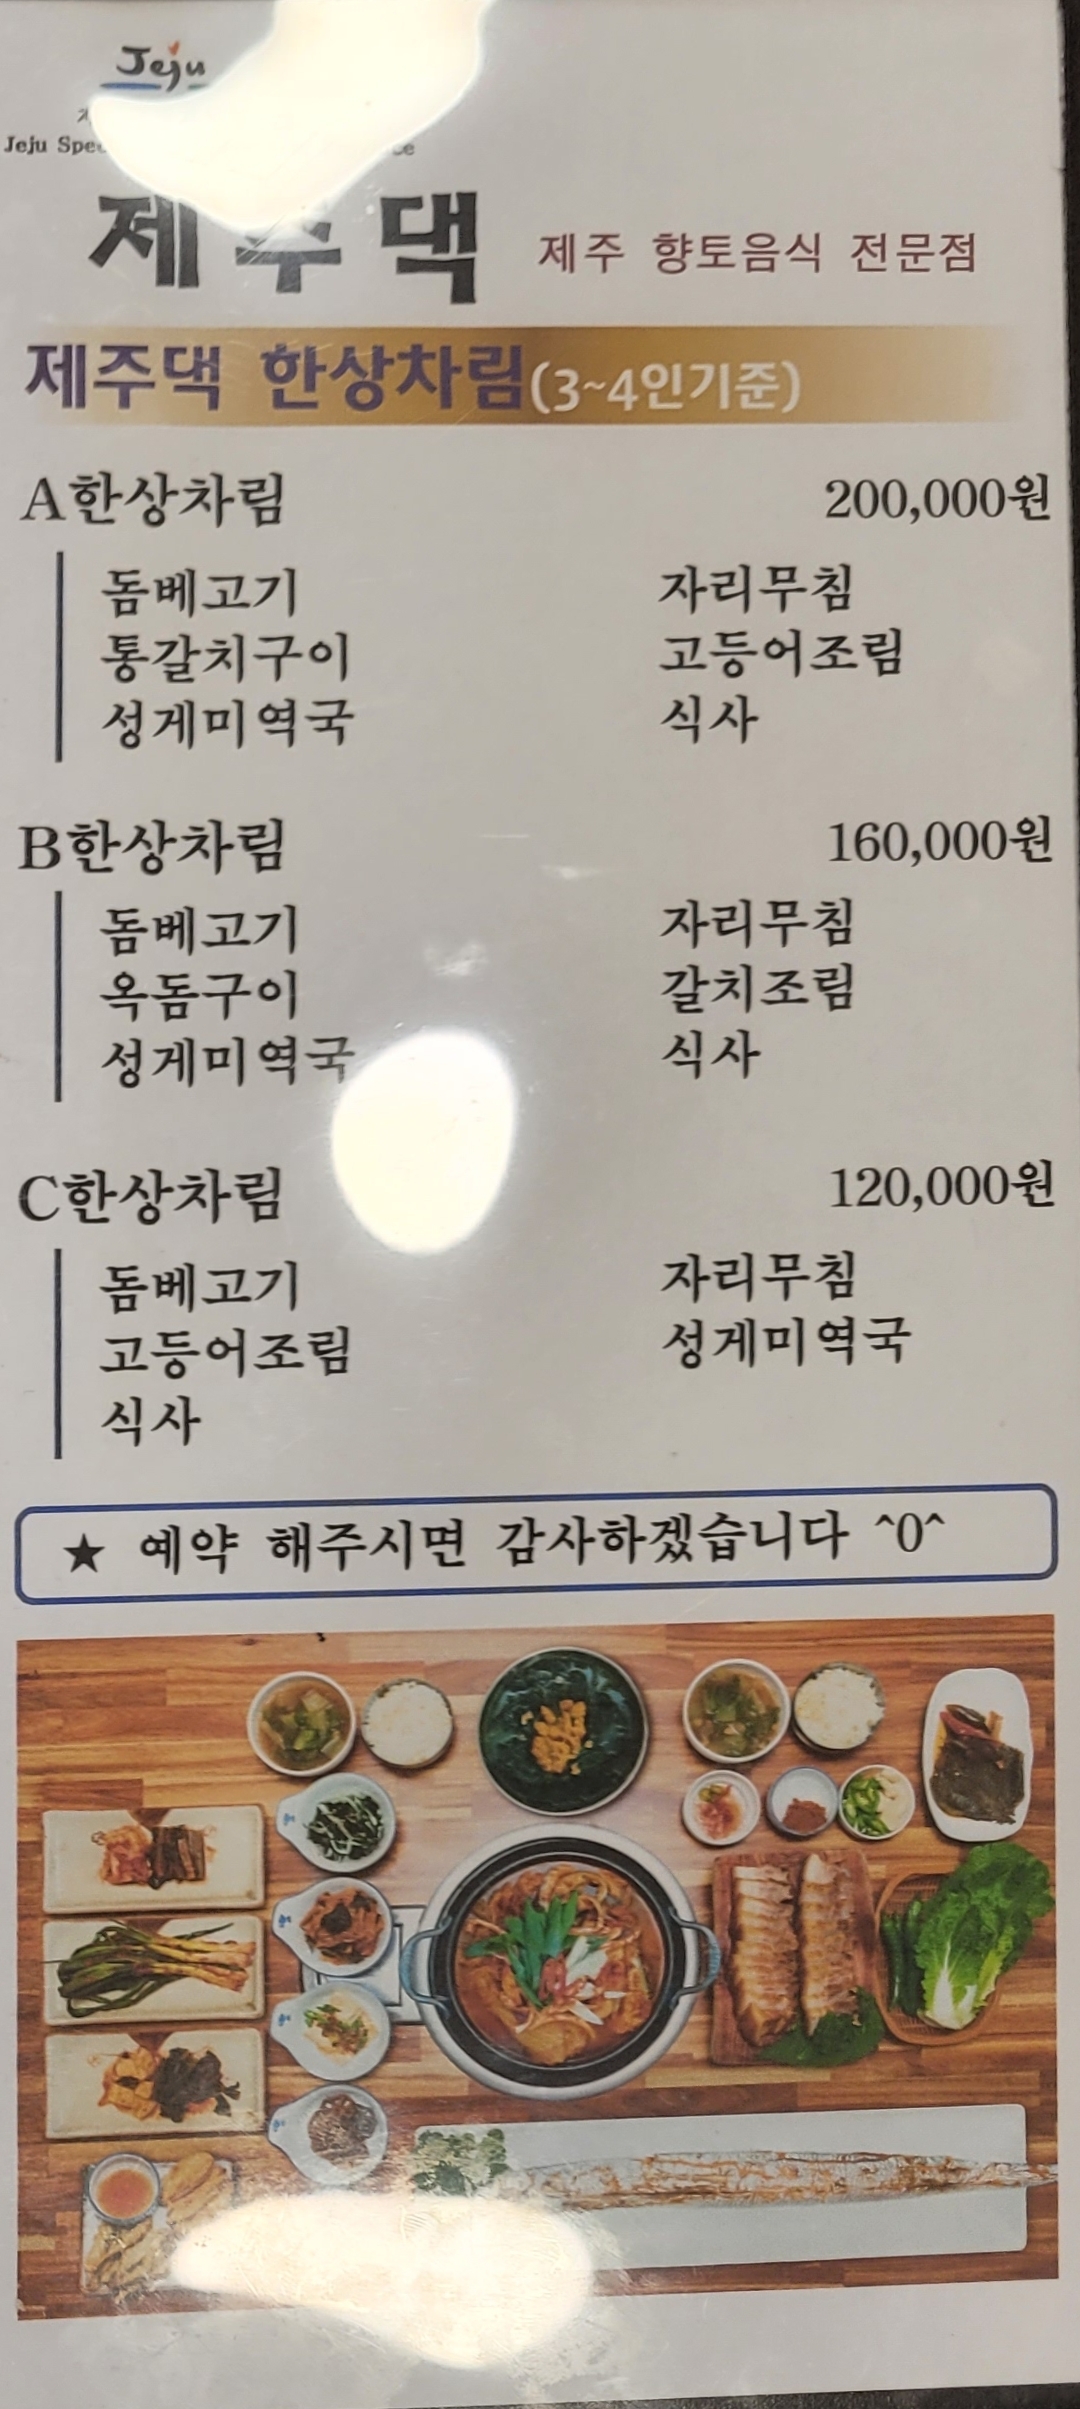 Jeju
Jeju
제주댁 제주 향토음식 전문점
제주댁 한상차림(3~4인기준)
A한상차림 200,000원
돔베고기 자리무침
통갈치구이 고등어조림
성게미역국 식사
B한상차림 160,000원
돔베고기 자리무침
옥돔구이 갈치조림
성게미역국 식사
C한상차림 120,000원
돔베고기 자리무침
고등어조림 성게미역국
식사
★ 예약 해주시면 감사하겠습니다 ^0^